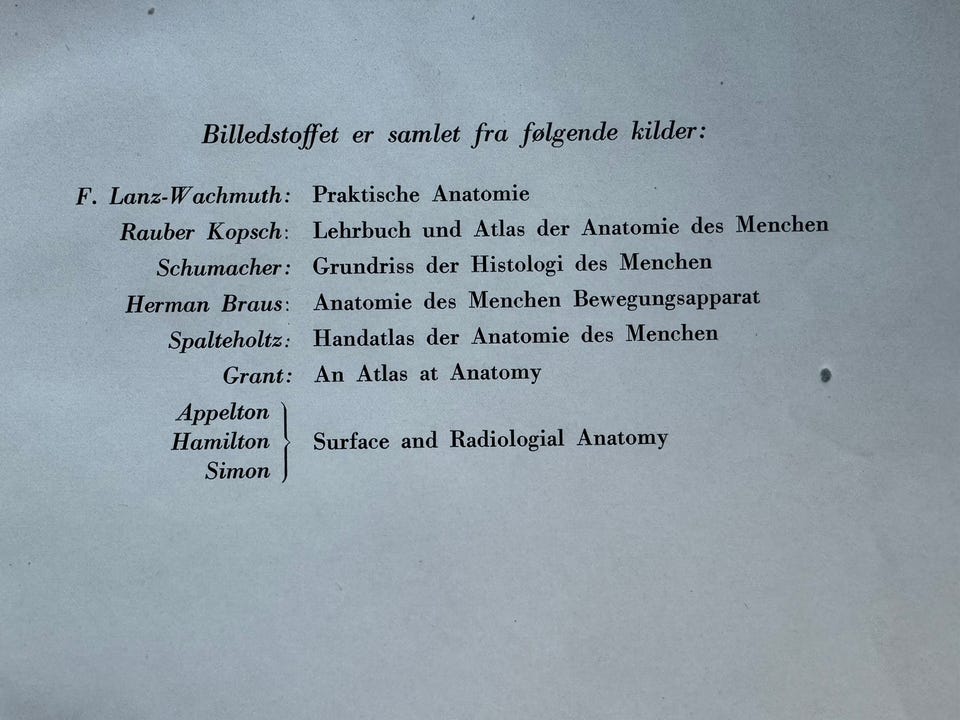 Billedstoffet er samlet fra følgende kilder:
F. Lanz-Wachmuth: Praktische Anatomie
Rauber Kopsch: Lehrbuch und Atlas der Anatomie des Menchen
Schumacher: Grundriss der Histologi des Menchen
Herman Braus: Anatomie des Menchen Bewegungsapparat
Spalteholtz: Handatlas der Anatomie des Menchen
Grant: An Atlas at Anatomy
Appelton
Hamilton } Surface and Radiologial Anatomy
Simon